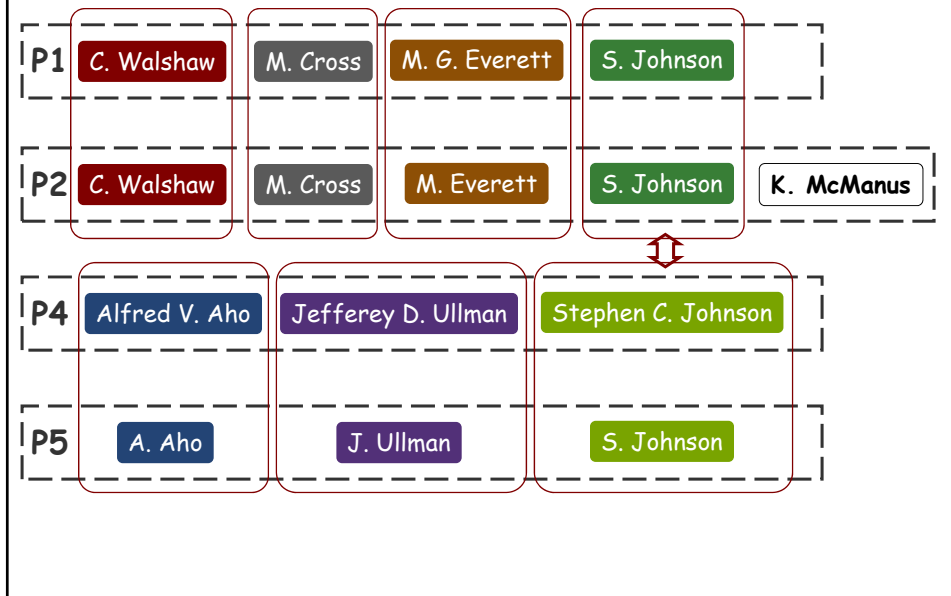 P1 C. Walshaw M. Cross M. G. Everett S. Johnson
P2 C. Walshaw M. Cross M. Everett S. Johnson K. McManus
P4 Alfred V. Aho Jefferey D. Ullman Stephen C. Johnson
P5 A. Aho J. Ullman S. Johnson